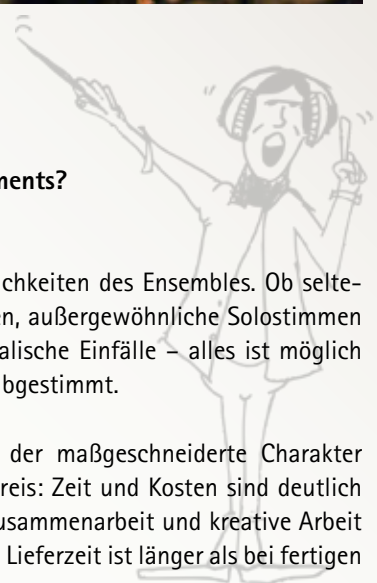 ments?
chkeiten des Ensembles. Ob selte-
en, außergewöhnliche Solostimmen
alische Einfälle – alles ist möglich
bgestimmt.
der maßgeschneiderte Charakter
reis: Zeit und Kosten sind deutlich
usammenarbeit und kreative Arbeit
Lieferzeit ist länger als bei fertigen